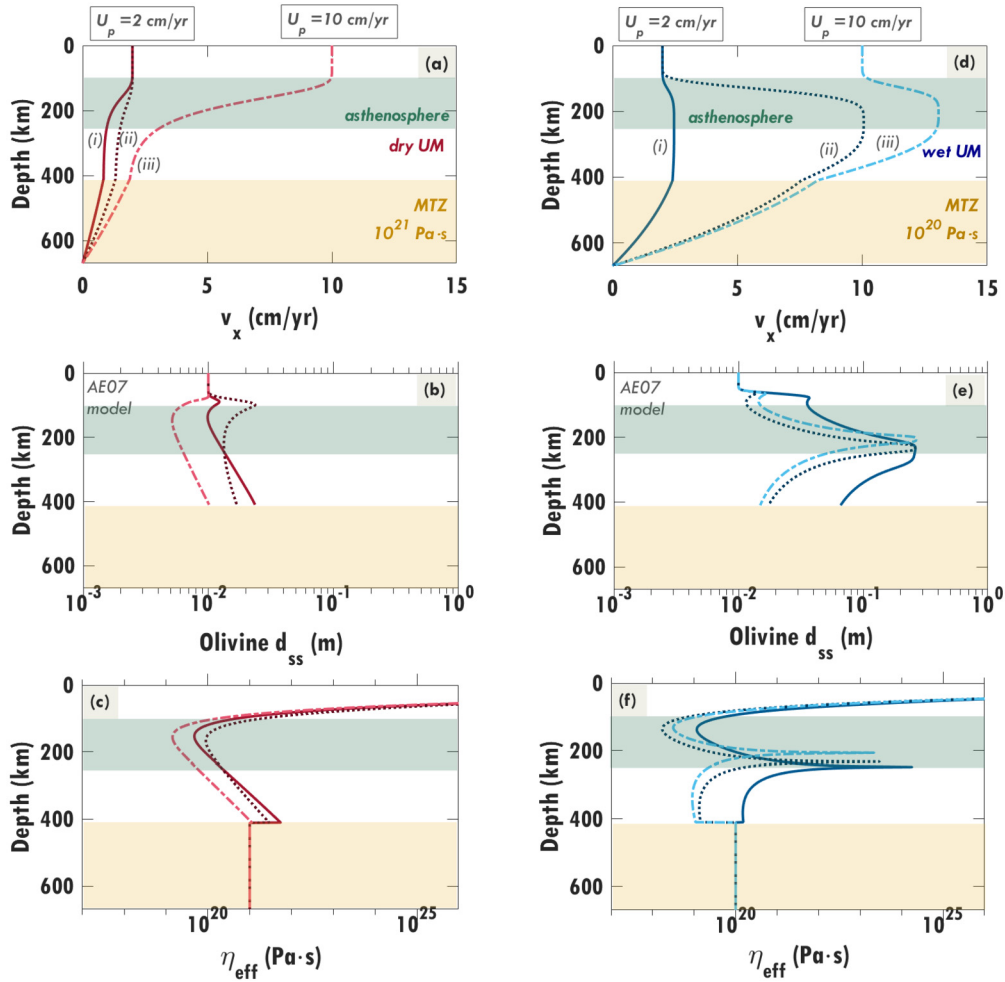 U_p =2 cm/yr
U_p =10 cm/yr
U_p =2 cm/yr
U_p =10 cm/yr
0
200
400
600
Depth (km)
(a)
asthenosphere
(i)
(ii)
dry UM
(iii)
MTZ
10^21 Pa·s
0
5
10
15
v_x (cm/yr)
0
200
400
600
Depth (km)
(d)
asthenosphere
(i)
(ii)
(iii)
wet UM
MTZ
10^20 Pa·s
0
5
10
15
v_x (cm/yr)
0
200
400
600
Depth (km)
AE07
model
(b)
10^-3
10^-2
10^-1
10^0
Olivine d_ss (m)
0
200
400
600
Depth (km)
AE07
model
(e)
10^-3
10^-2
10^-1
10^0
Olivine d_ss (m)
0
200
400
600
Depth (km)
(c)
10^20
10^25
η_eff (Pa·s)
0
200
400
600
Depth (km)
(f)
10^20
10^25
η_eff (Pa·s)